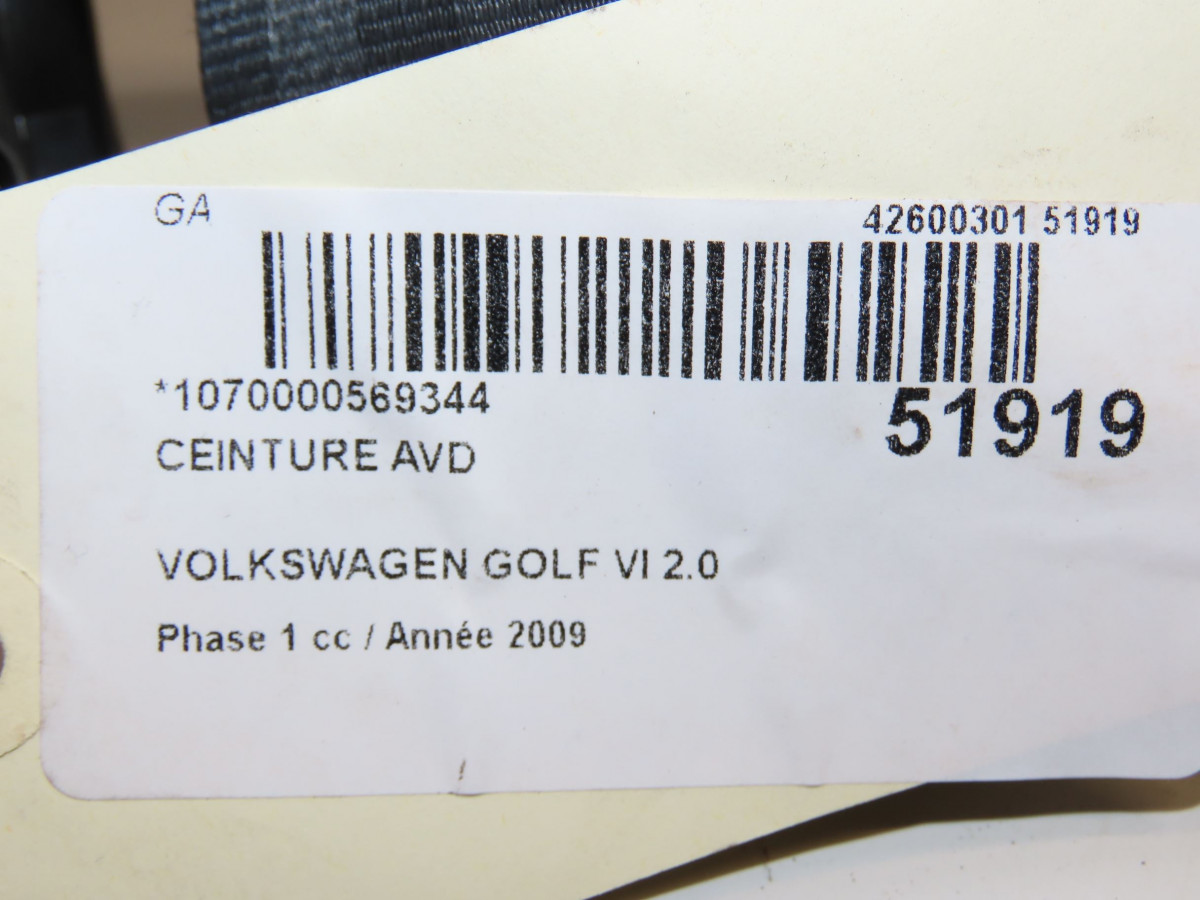 GA
42600301 51919
*1070000569344
51919
CEINTURE AVD
VOLKSWAGEN GOLF VI 2.0
Phase 1 cc / Année 2009